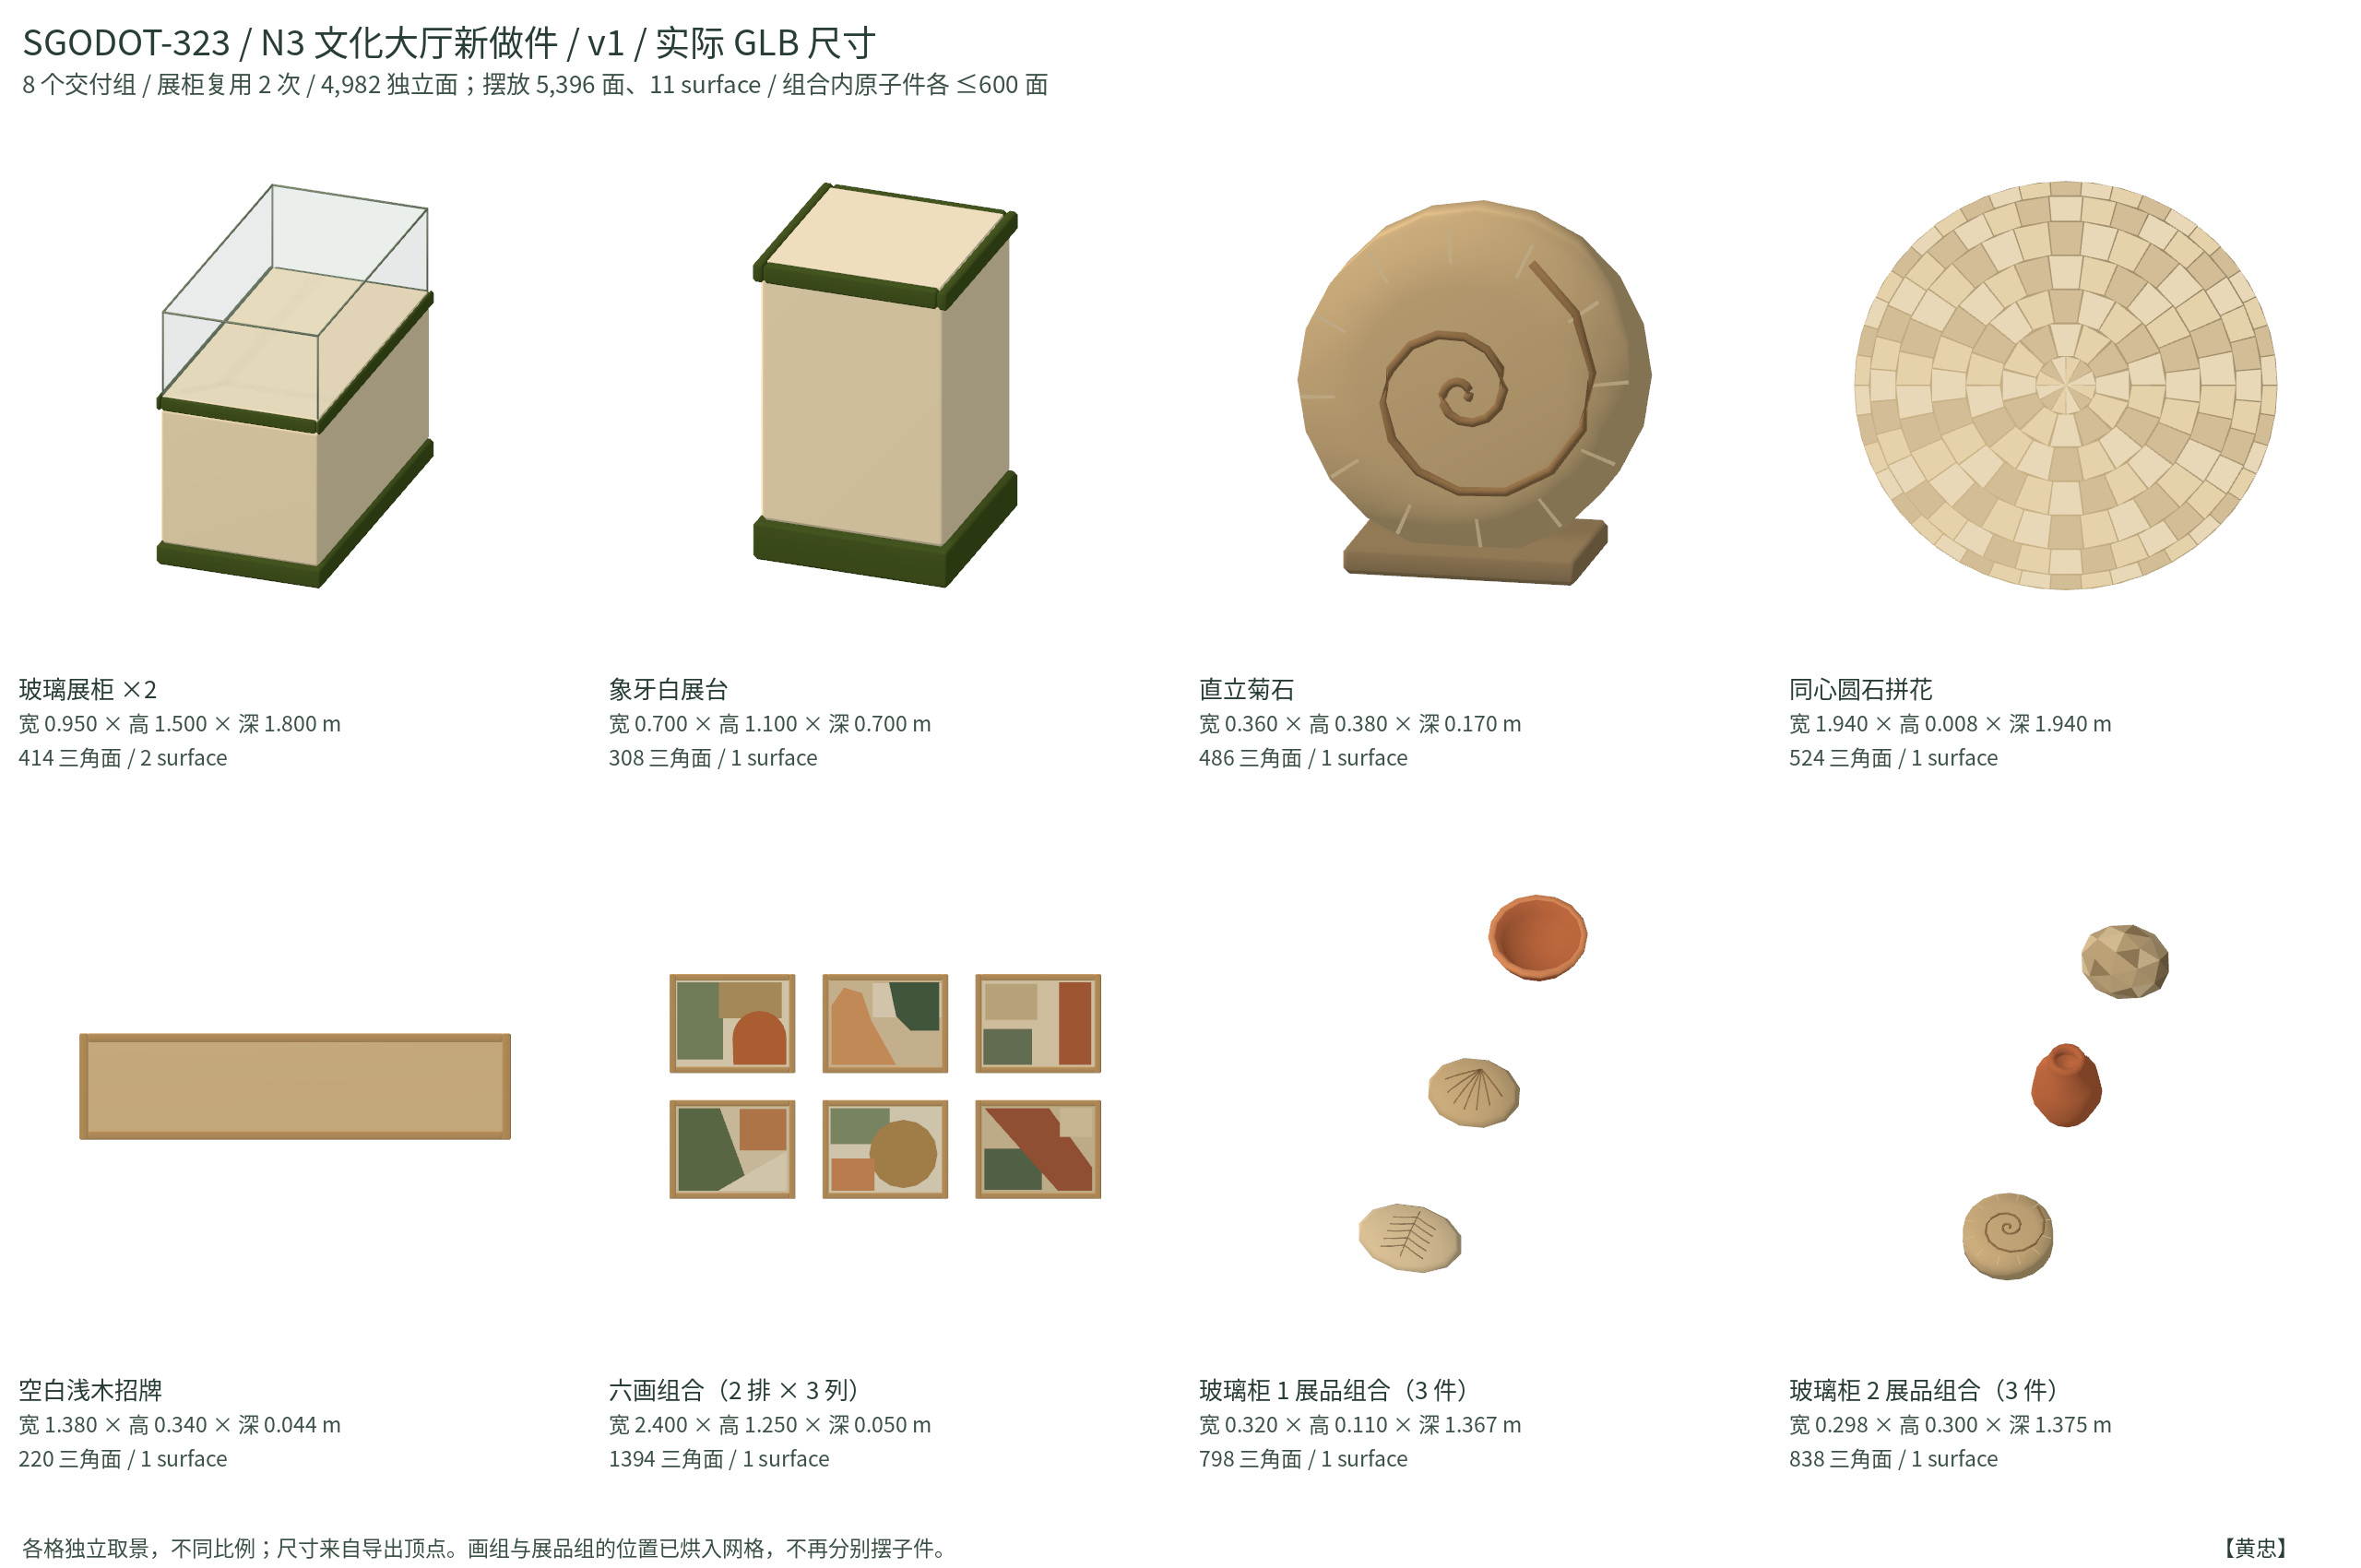 SGODOT-323 / N3 文化大厅新做件 / v1 / 实际 GLB 尺寸
8 个交付组 / 展柜复用 2 次 / 4,982 独立面；摆放 5,396 面、11 surface / 组合内原子件各 ≤600 面
玻璃展柜 ×2
宽 0.950 × 高 1.500 × 深 1.800 m
414 三角面 / 2 surface
象牙白展台
宽 0.700 × 高 1.100 × 深 0.700 m
308 三角面 / 1 surface
直立菊石
宽 0.360 × 高 0.380 × 深 0.170 m
486 三角面 / 1 surface
同心圆石拼花
宽 1.940 × 高 0.008 × 深 1.940 m
524 三角面 / 1 surface
空白浅木招牌
宽 1.380 × 高 0.340 × 深 0.044 m
220 三角面 / 1 surface
六画组合（2 排 × 3 列）
宽 2.400 × 高 1.250 × 深 0.050 m
1394 三角面 / 1 surface
玻璃柜 1 展品组合（3 件）
宽 0.320 × 高 0.110 × 深 1.367 m
798 三角面 / 1 surface
玻璃柜 2 展品组合（3 件）
宽 0.298 × 高 0.300 × 深 1.375 m
838 三角面 / 1 surface
各格独立取景，不同比例；尺寸来自导出顶点。画组与展品组的位置已烘入网格，不再分别摆子件。
【黄忠】